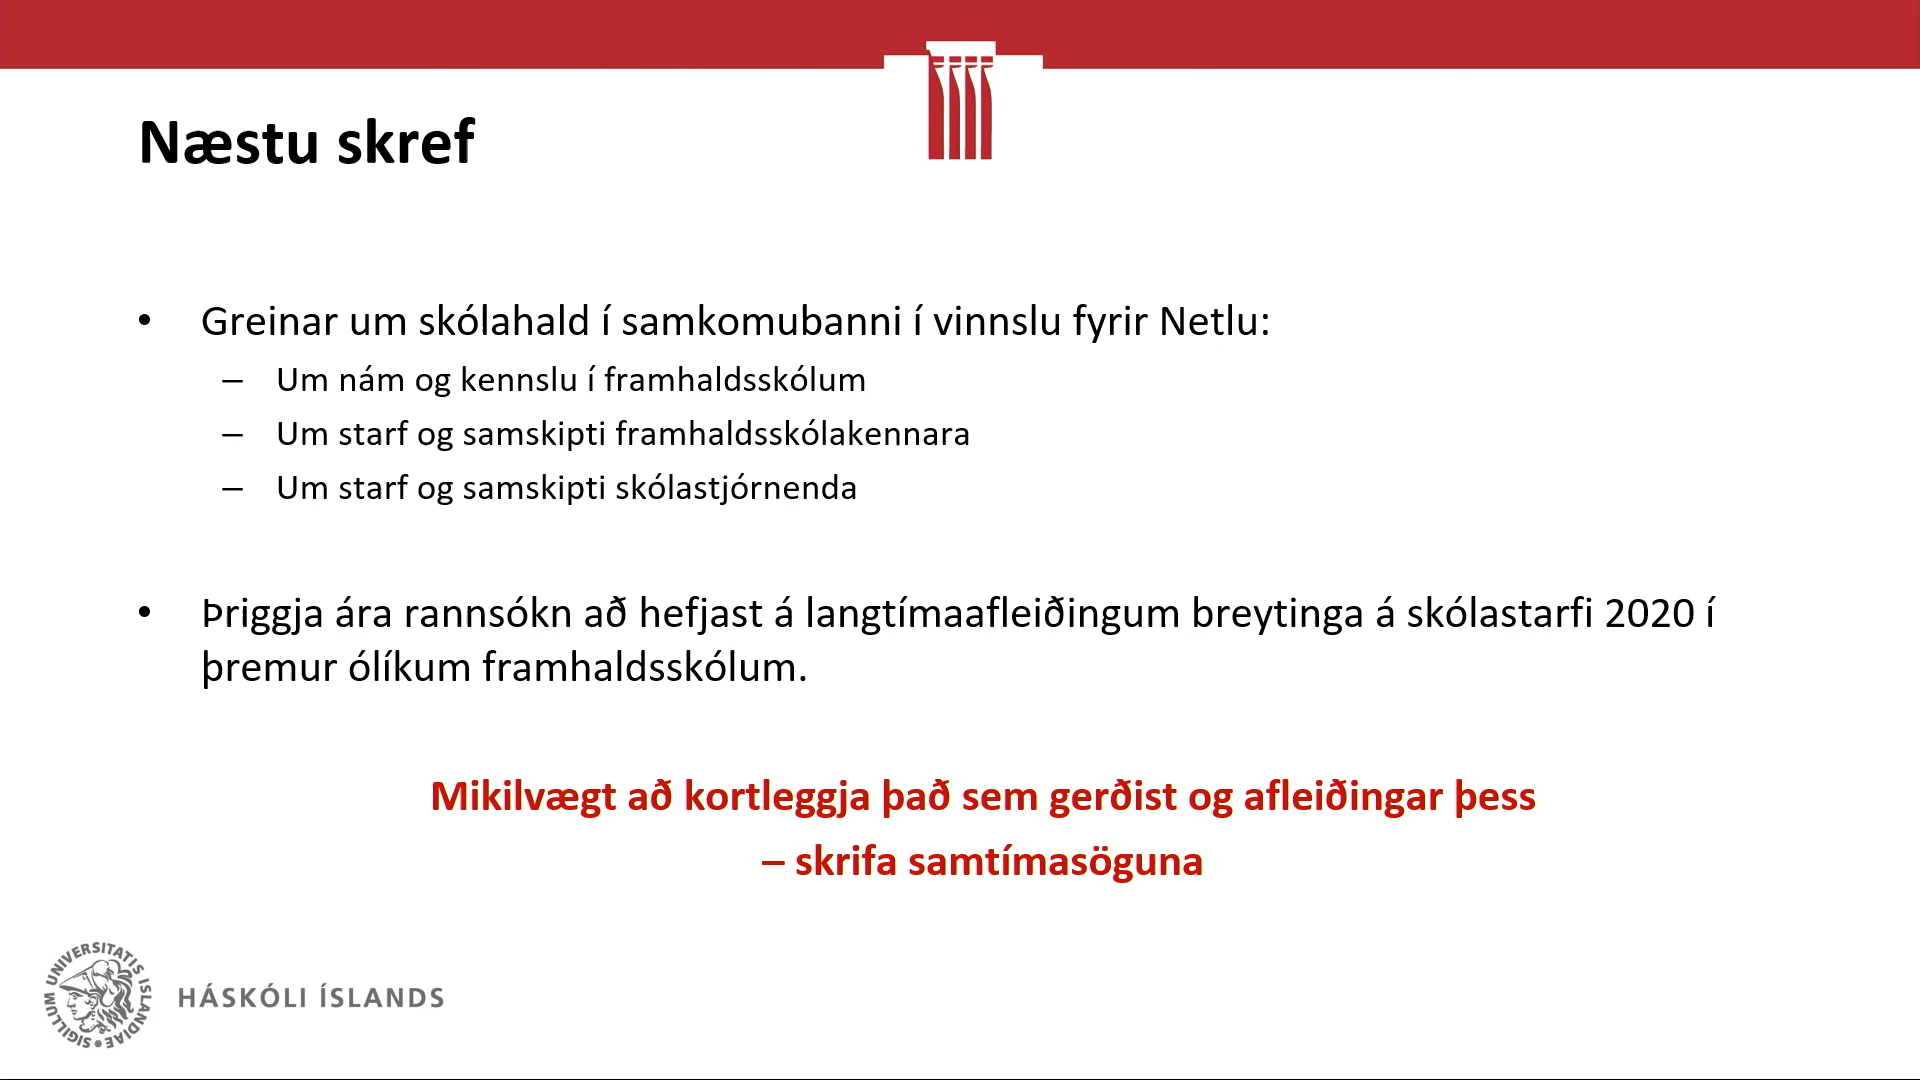 Næstu skref
• Greinar um skólahald í samkomubanni í vinnslu fyrir Netlu:
– Um nám og kennslu í framhaldsskólum
– Um starf og samskipti framhaldsskólakennara
– Um starf og samskipti skólastjórnenda
• Þriggja ára rannsókn að hefjast á langtímaafleiðingum breytinga á skólastarfi 2020 í
þremur ólíkum framhaldsskólum.
Mikilvægt að kortleggja það sem gerðist og afleiðingar þess
– skrifa samtímasöguna
SIGILLUM UNIVERSITATIS ISLANDIAE
HÁSKÓLI ÍSLANDS